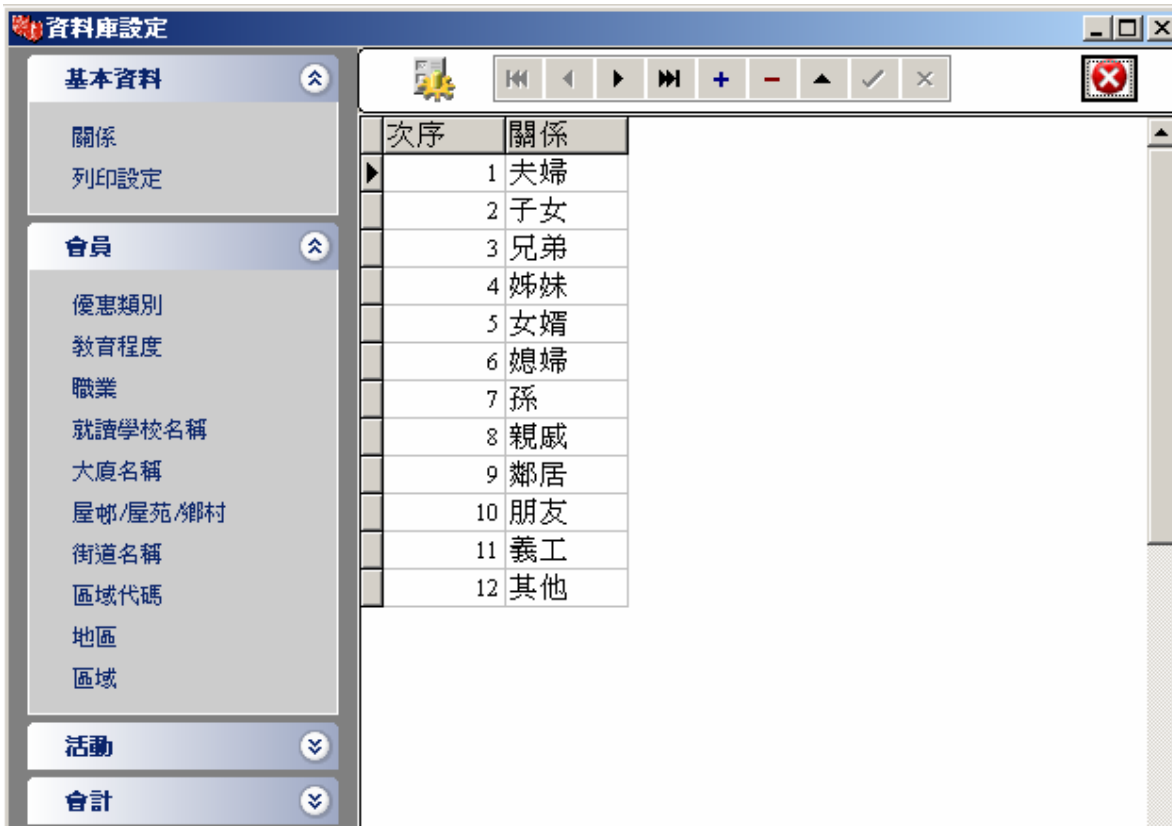 資料庫設定
基本資料
關係
列印設定
會員
優惠類別
教育程度
職業
就讀學校名稱
大廈名稱
屋邨/屋苑/鄉村
街道名稱
區域代碼
地區
區域
活動
會計
次序 關係
1 夫婦
2 子女
3 兄弟
4 姊妹
5 女婿
6 媳婦
7 孫
8 親戚
9 鄰居
10 朋友
11 義工
12 其他